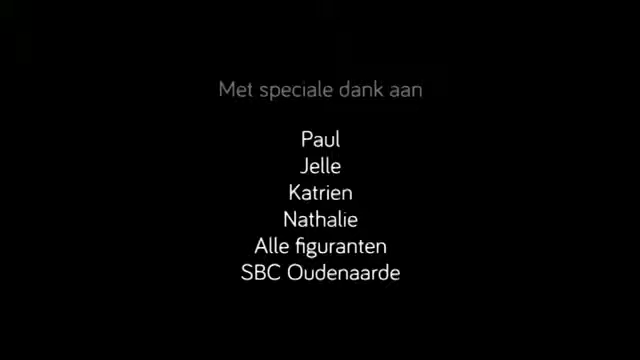 Met speciale dank aan
Paul
Jelle
Katrien
Nathalie
Alle figuranten
SBC Oudenaarde